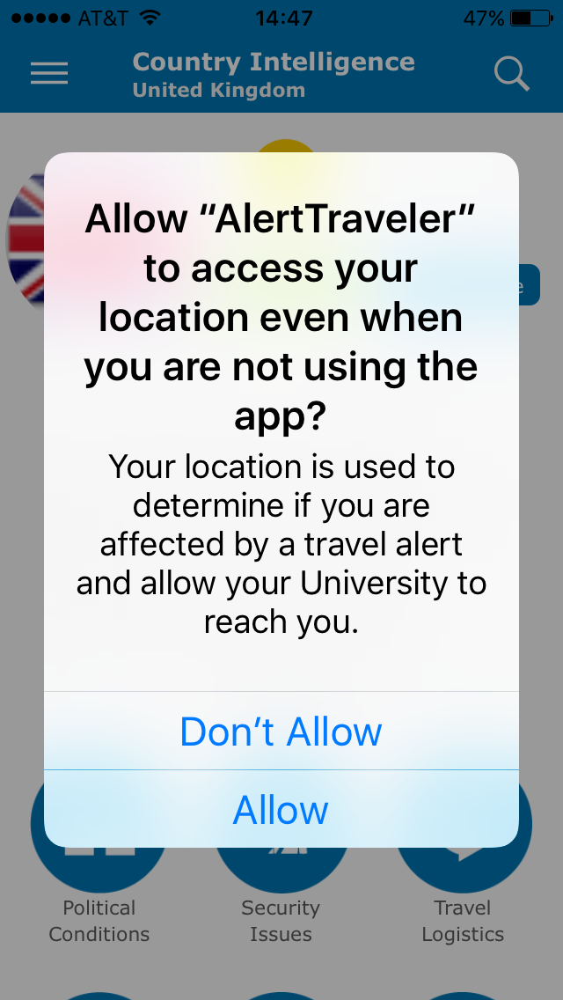 AT&T 14:47 47%
Country Intelligence
United Kingdom
Allow “AlertTraveler”
to access your
location even when
you are not using the
app?
Your location is used to
determine if you are
affected by a travel alert
and allow your University to
reach you.
Don’t Allow
Allow
Political Security Travel
Conditions Issues Logistics